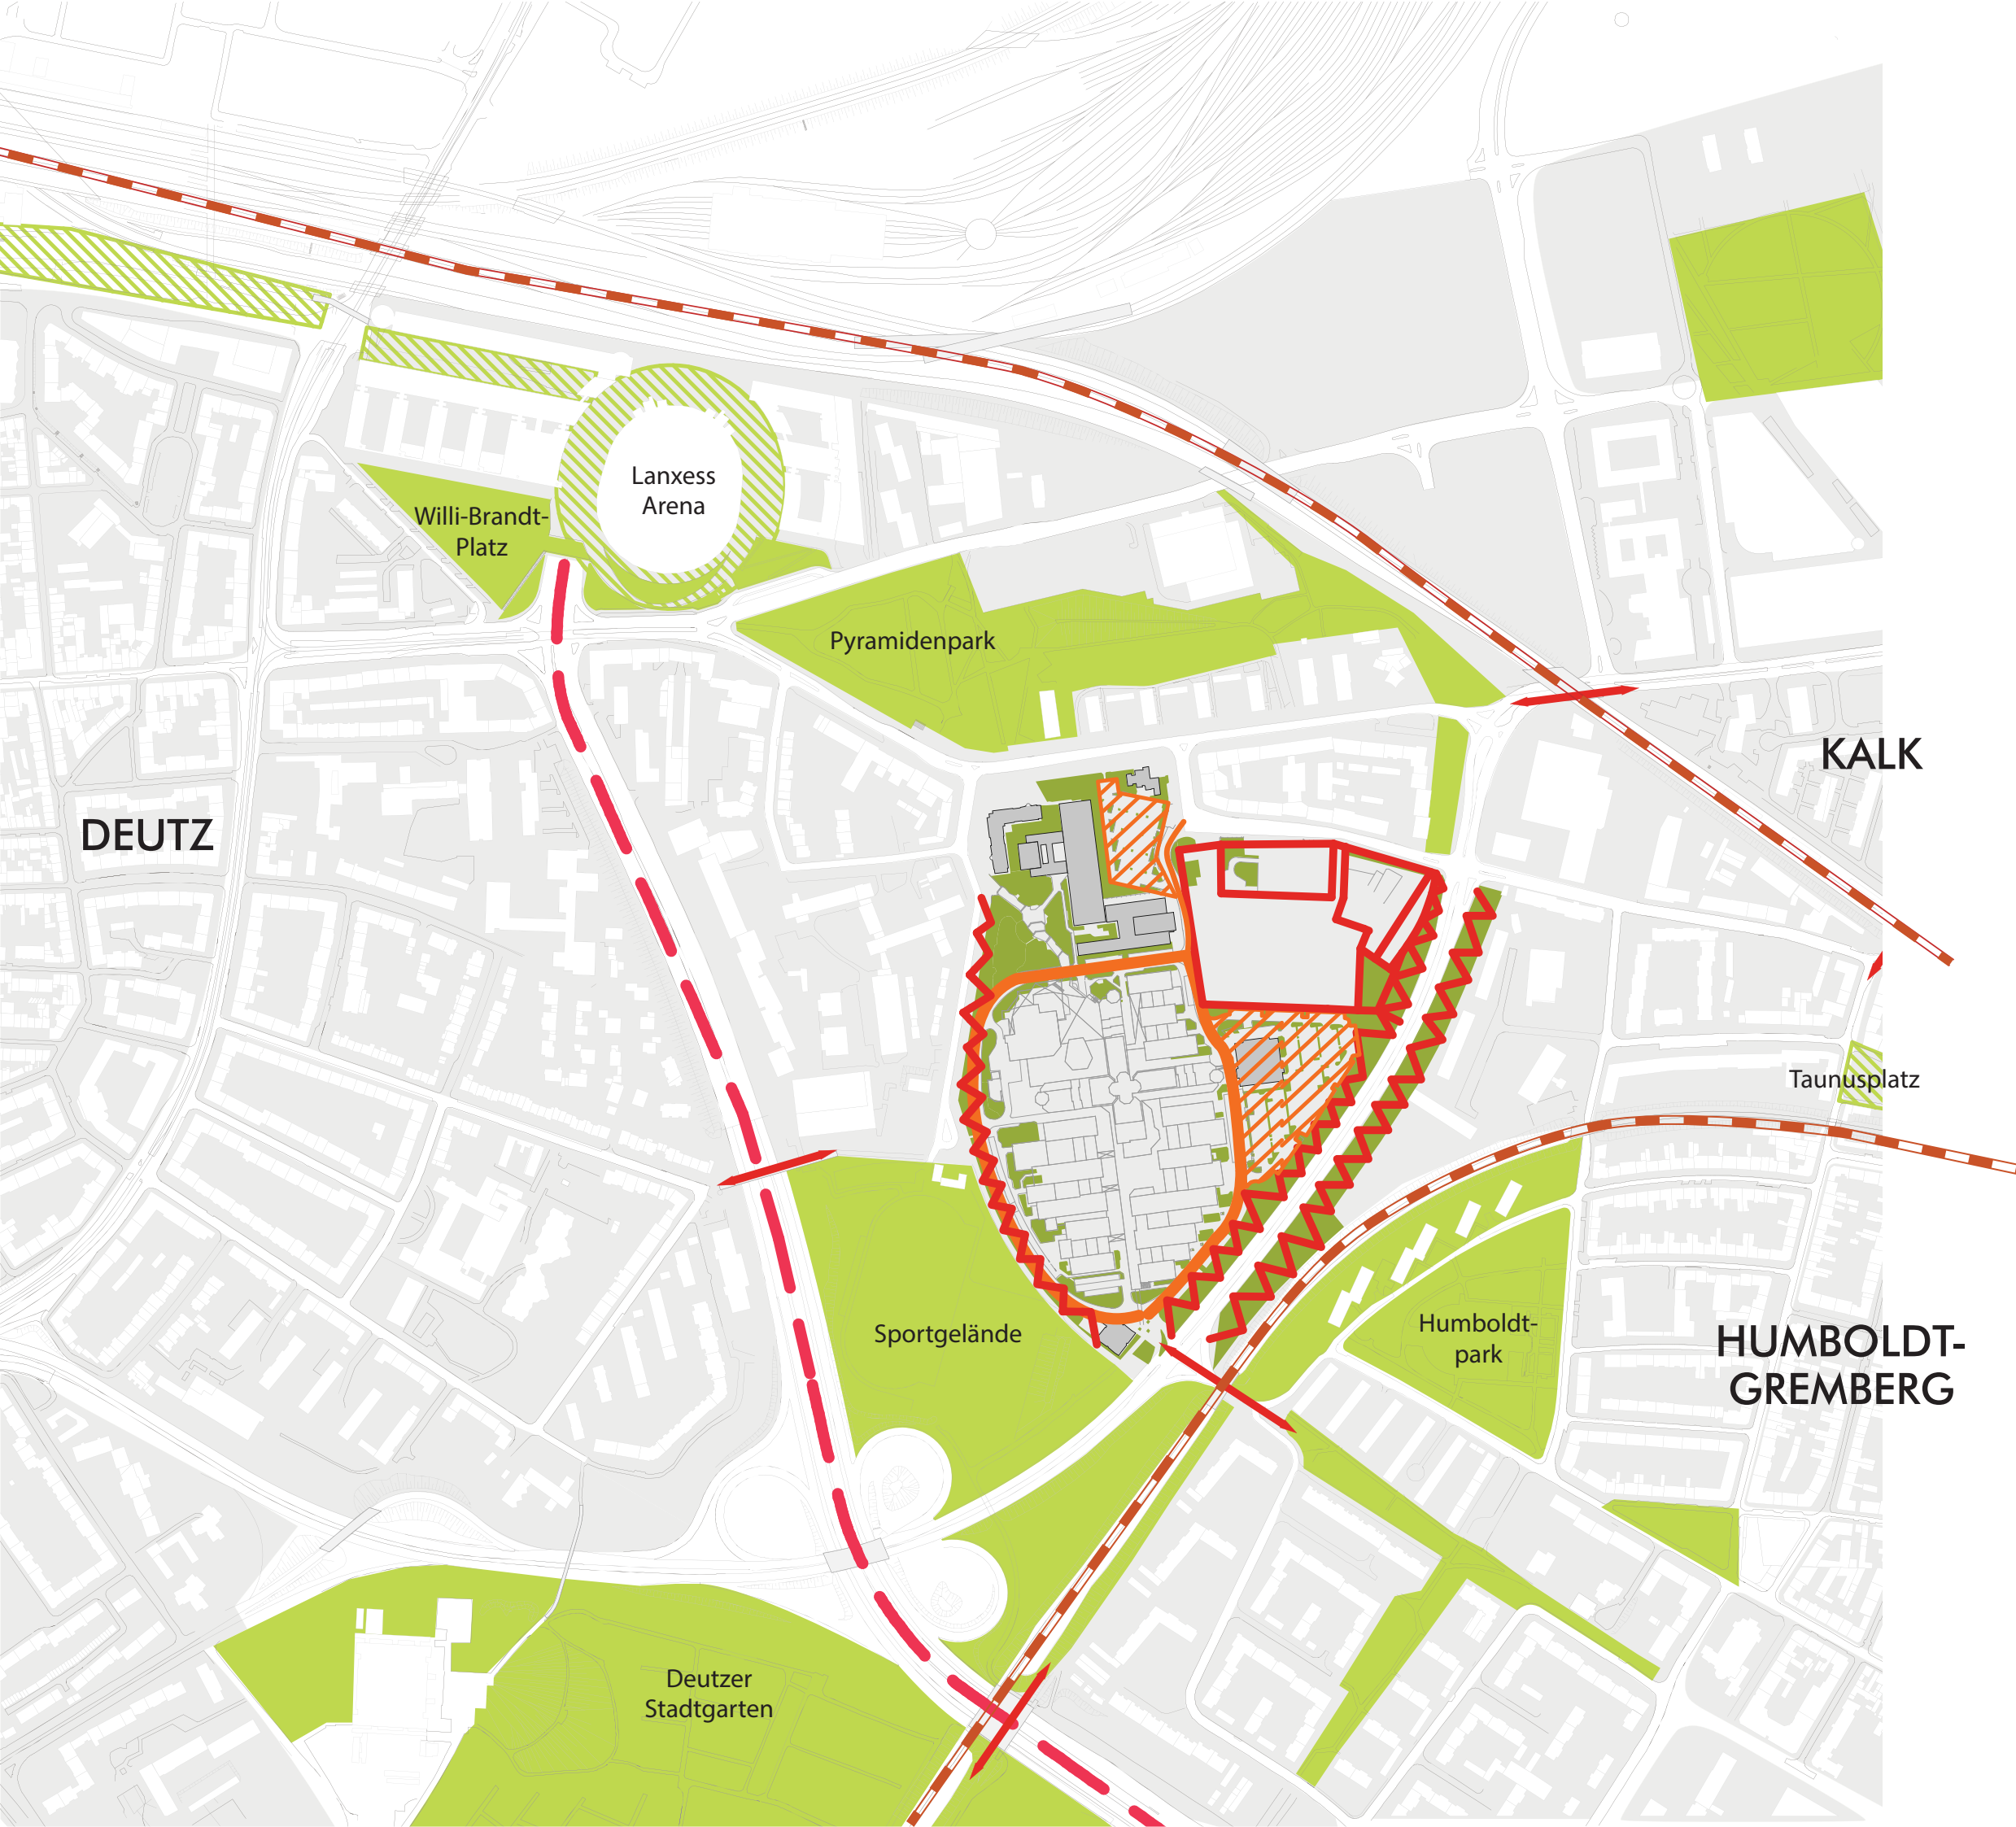 Lanxess
Arena
Willi-Brandt-
Platz
Pyramidenpark
KALK
DEUTZ
Taunusplatz
Sportgelände
Humboldt-
park
HUMBOLDT-
GREMBERG
Deutzer
Stadtgarten